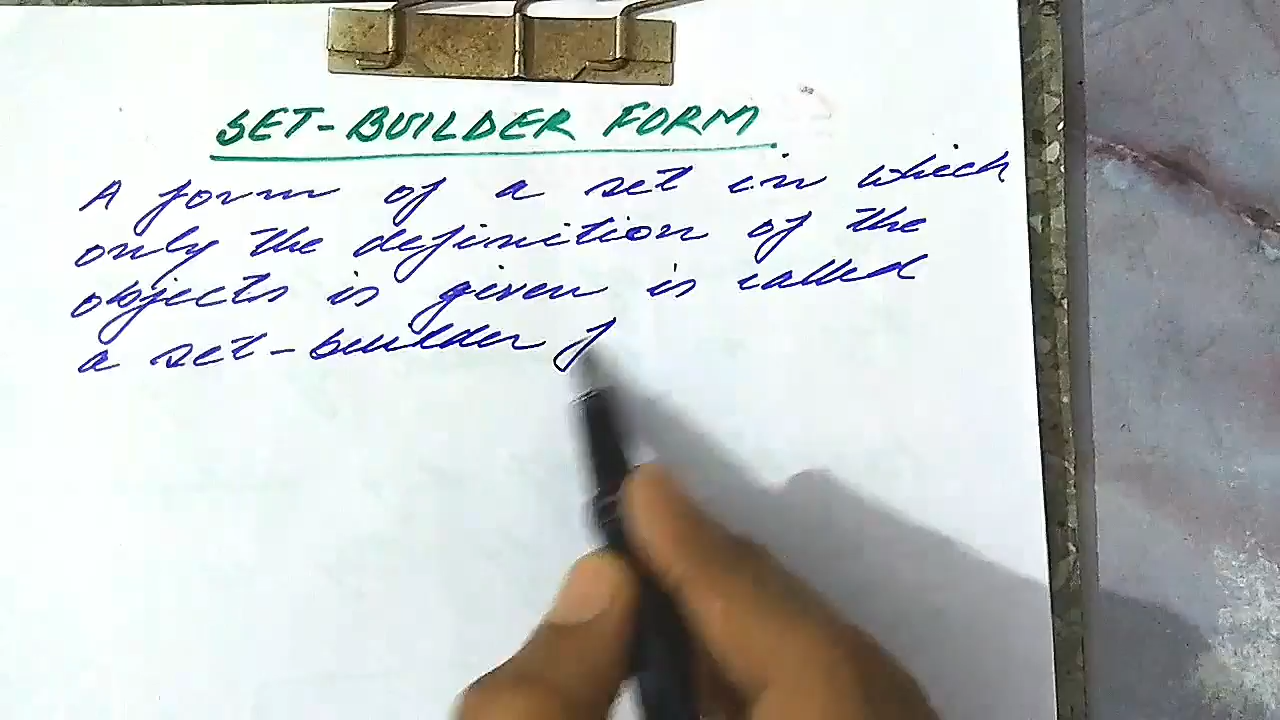 SET-BUILDER FORM
A form of a set in which
only the definition of the
objects is given is called
a set-builder f